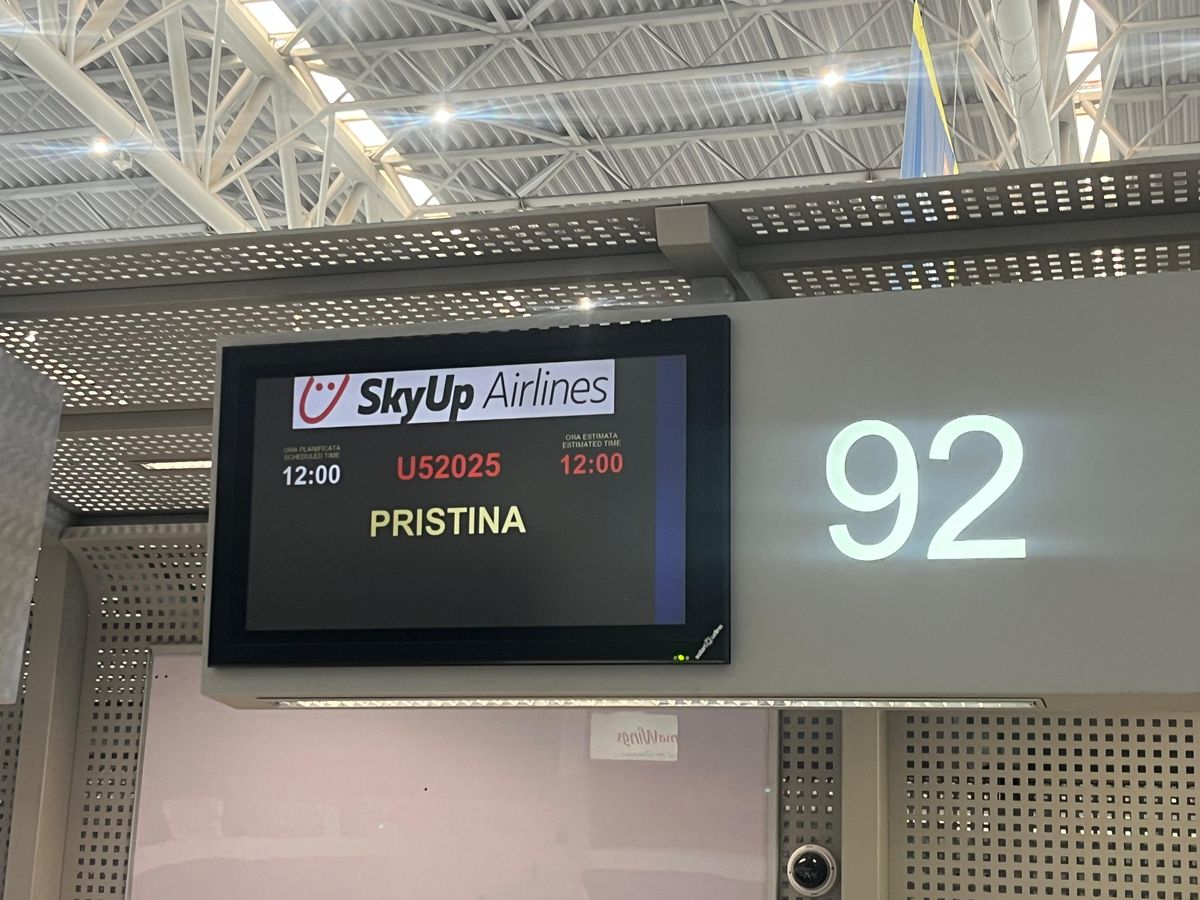 SkyUp Airlines
ORA PLANIFICATA
SCHEDULED TIME
ORA ESTIMATA
ESTIMATED TIME
12:00
U52025
12:00
PRISTINA
92